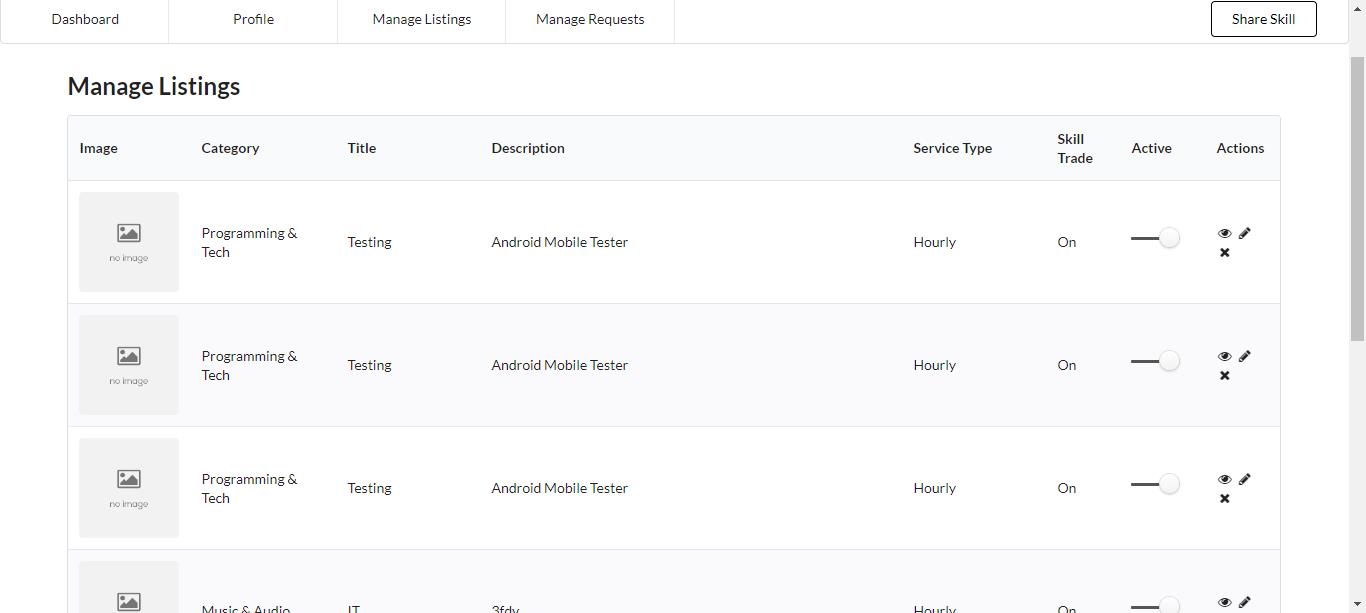 Dashboard
Profile
Manage Listings
Manage Requests
Share Skill
Manage Listings
Image
Category
Title
Description
Service Type
Skill
Trade
Active
Actions
no image
Programming &
Tech
Testing
Android Mobile Tester
Hourly
On
no image
Programming &
Tech
Testing
Android Mobile Tester
Hourly
On
no image
Programming &
Tech
Testing
Android Mobile Tester
Hourly
On
Music & Audio
IT
3fdv
Hourly
On